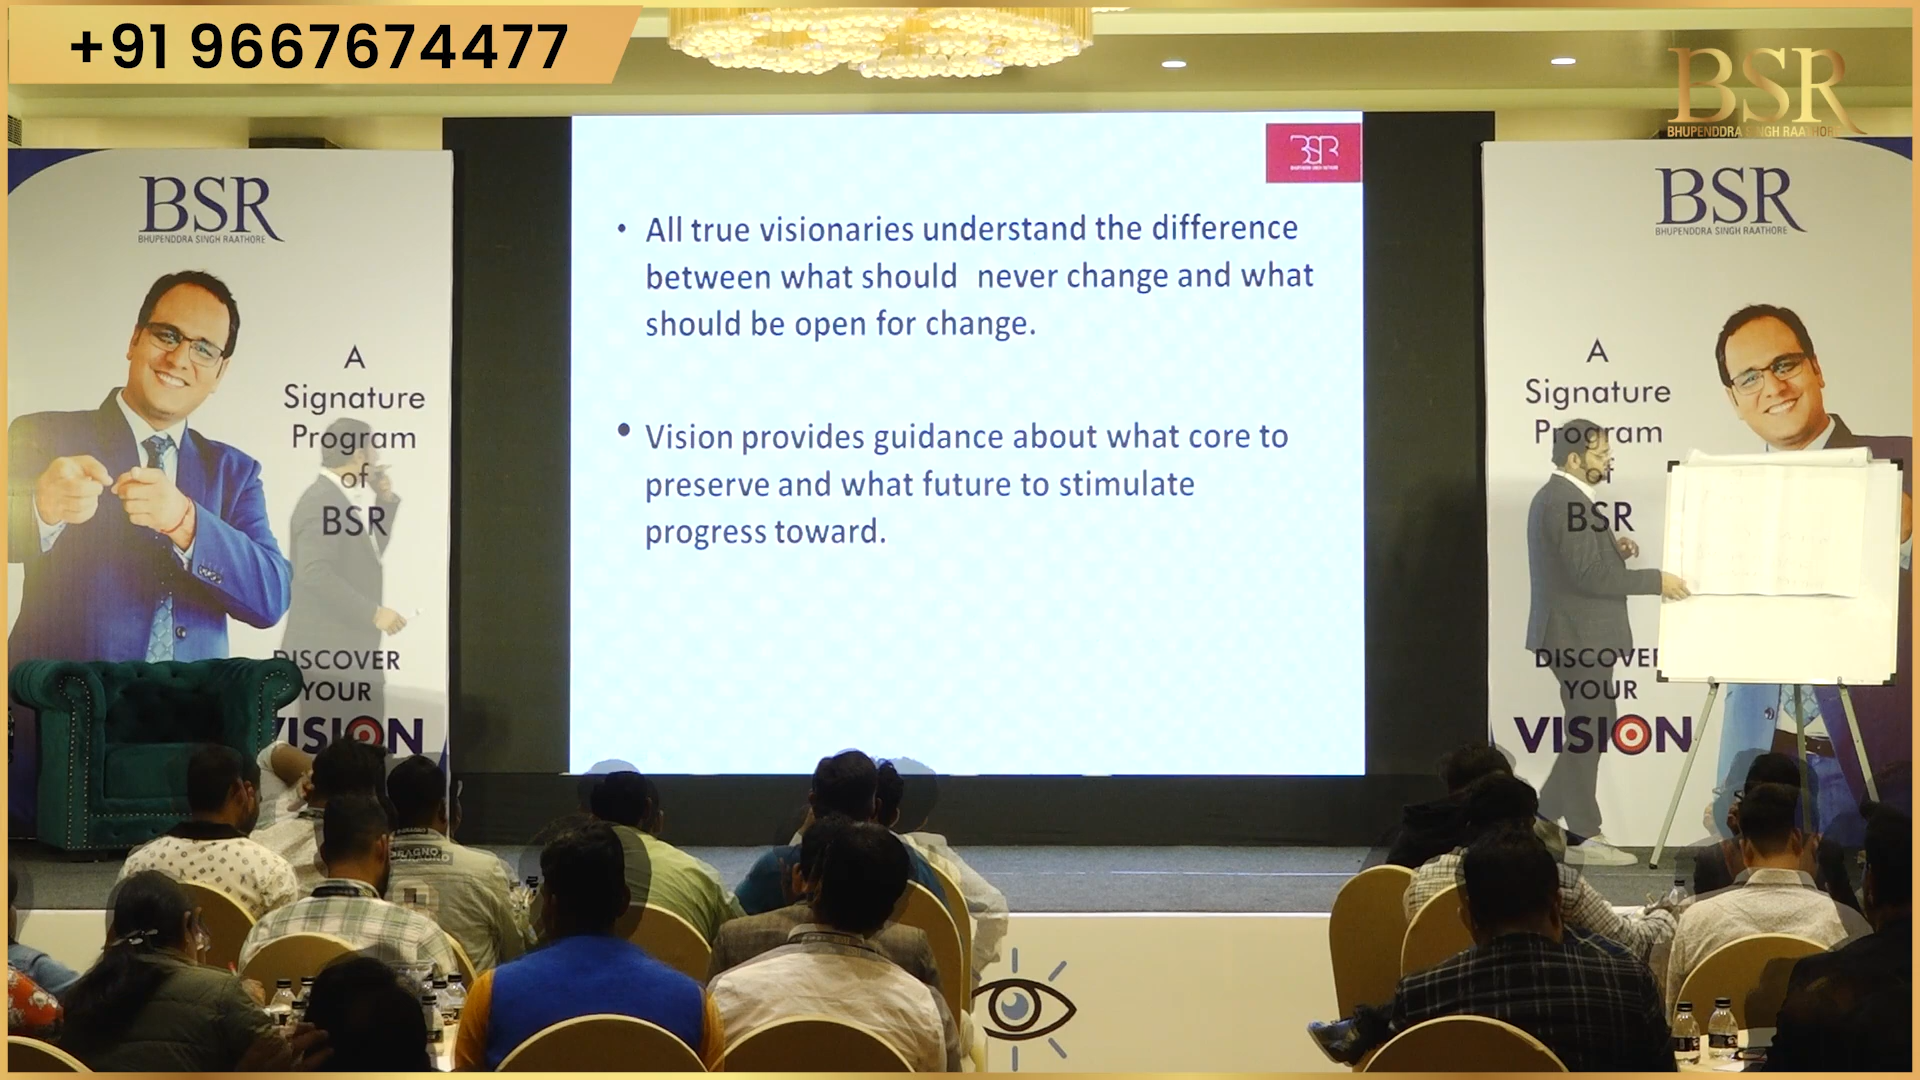 +91 9667674477
BSR
BHUPENDDRA SINGH RAATHORE
BSR
BHUPENDDRA SINGH RAATHORE
A
Signature
Program
of
BSR
DISCOVER
YOUR
VISION
BSR
• All true visionaries understand the difference
between what should never change and what
should be open for change.
• Vision provides guidance about what core to
preserve and what future to stimulate
progress toward.
BSR
BHUPENDDRA SINGH RAATHORE
A
Signature
Program
of
BSR
DISCOVER
YOUR
VISION